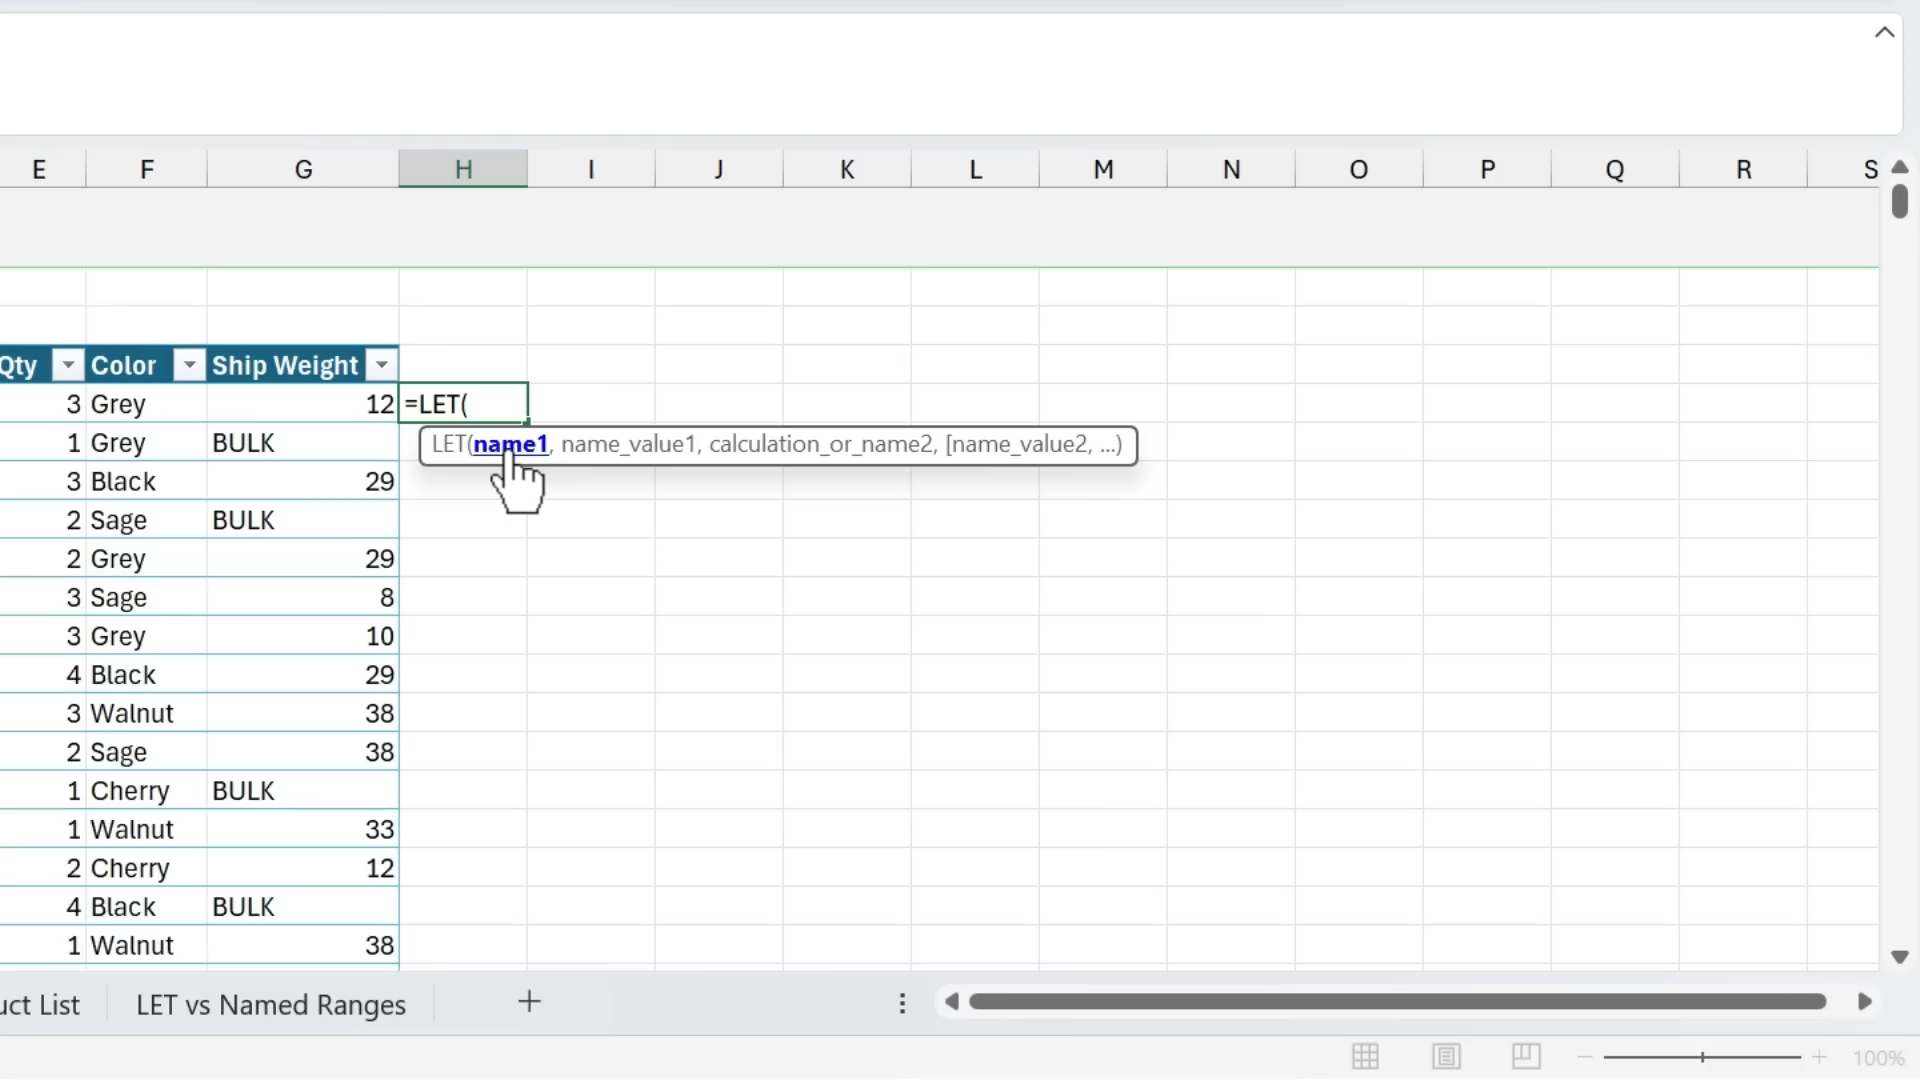 E F G H I J K L M N O P Q R S
Qty Color Ship Weight
3 Grey 12 =LET(
LET(name1, name_value1, calculation_or_name2, [name_value2, ...)
1 Grey BULK
3 Black 29
2 Sage BULK
2 Grey 29
3 Sage 8
3 Grey 10
4 Black 29
3 Walnut 38
2 Sage 38
1 Cherry BULK
1 Walnut 33
2 Cherry 12
4 Black BULK
1 Walnut 38
uct List LET vs Named Ranges
100%